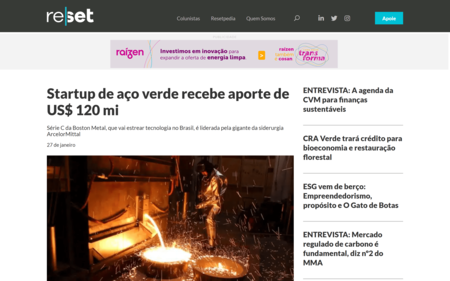 reset
Colunistas Resetpedia Quem Somos
Apoie
raízen
Investimos em inovação para
expandir a oferta de energia limpa.
raízen
cosan
transforma
Startup de aço verde recebe aporte de
US$ 120 mi
Série C da Boston Metal, que vai estrear tecnologia no Brasil, é liderada pela gigante da siderurgia
ArcelorMittal
27 de janeiro
ENTREVISTA: A agenda da
CVM para finanças
sustentáveis
CRA Verde trará crédito para
bioeconomia e restauração
florestal
ESG vem de berço:
Empreendedorismo,
propósito e O Gato de Botas
ENTREVISTA: Mercado
regulado de carbono é
fundamental, diz nº2 do
MMA